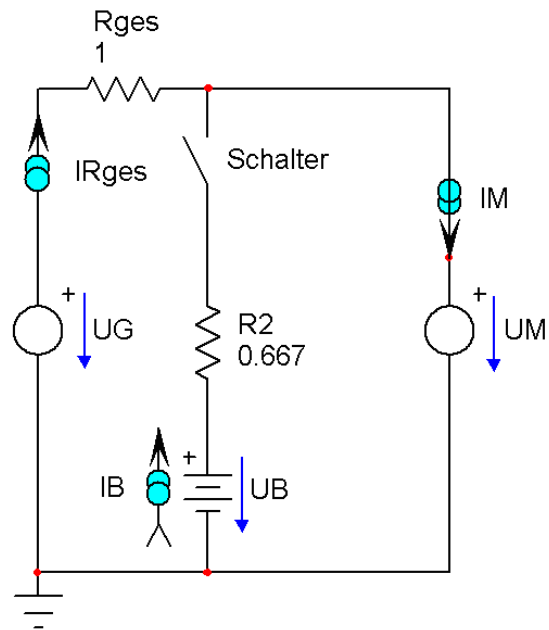 Rges
1
IRges
Schalter
IM
+
UG
R2
0.667
+
UM
IB
+
UB